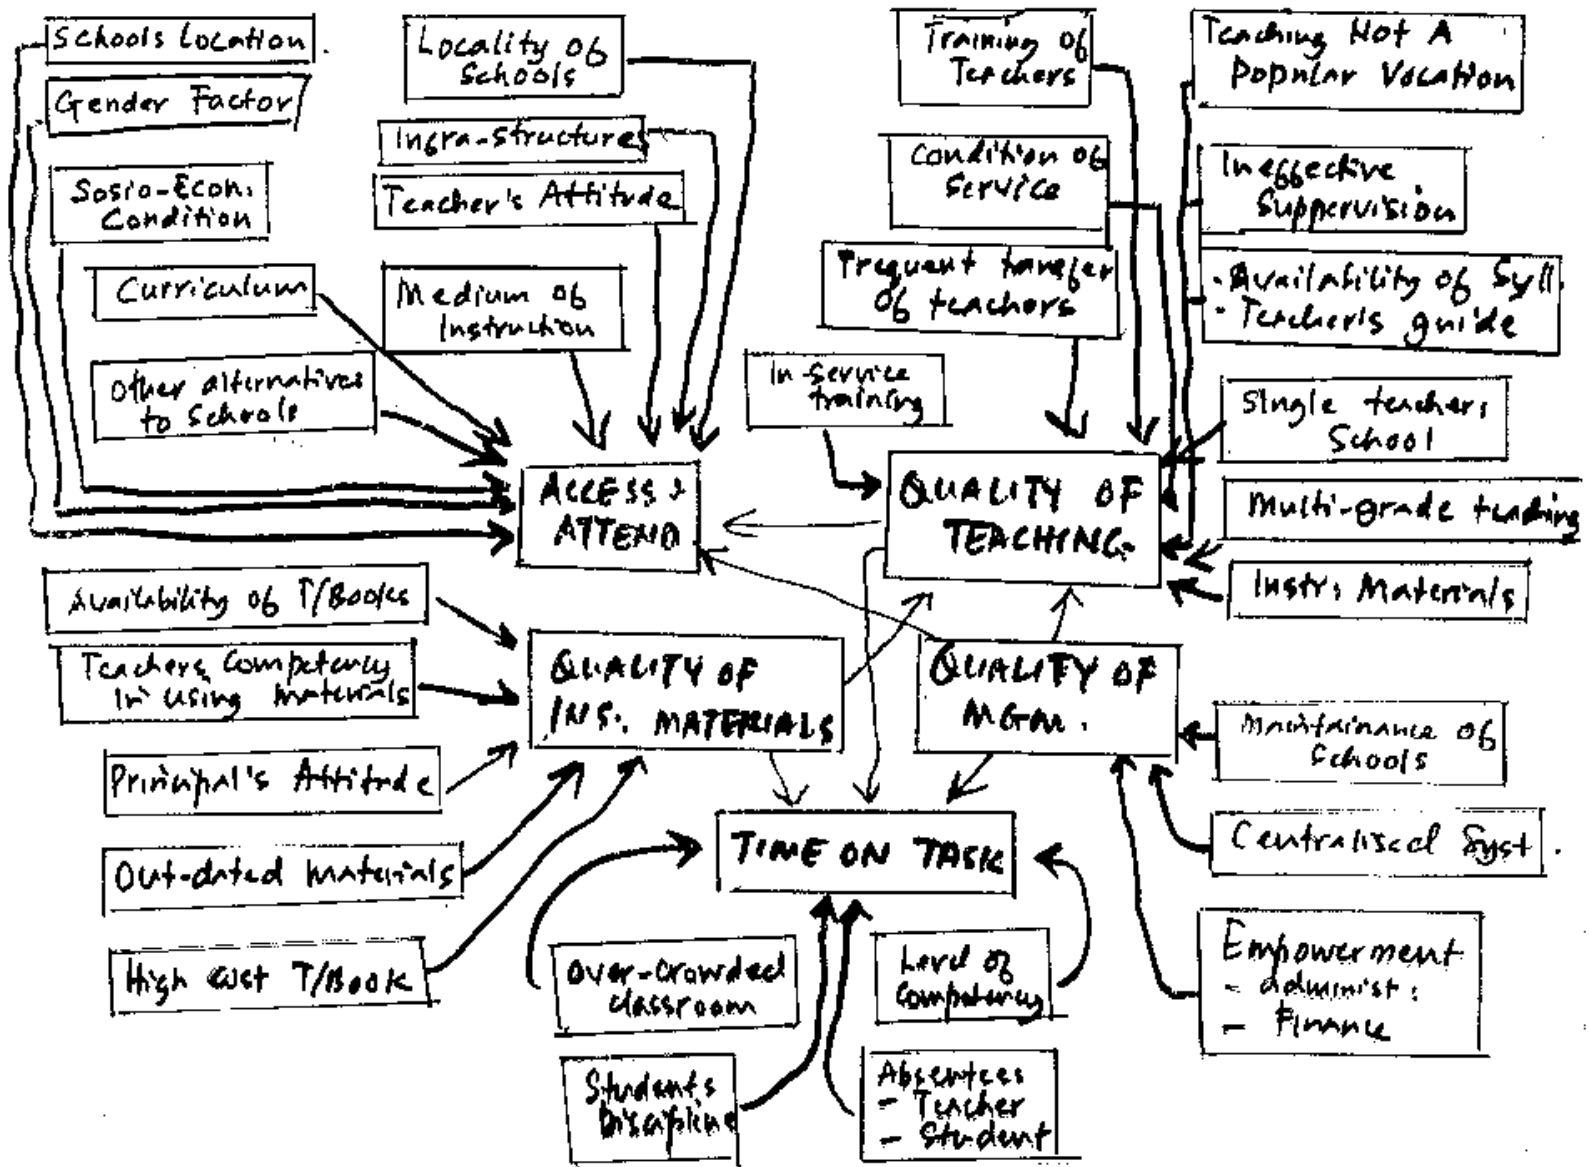 Schools Location.
Gender Factor
Sosio-Econ.
Condition
Curriculum
Other alternatives
to Schools
Locality of
Schools
Infra-structures
Teacher's Attitude
Medium of
Instruction
Training of
Teachers
Condition of
Service
Frequent transfer
of teachers
In-service
training
Teaching Not A
Popular Vocation
Ineffective
Suppervision
- Availability of Syll.
- Teacher's guide
Single teacher
School
Multi-grade teaching
Instr. Materials
ACCESS &
ATTEND
QUALITY OF
TEACHING.
Availability of T/Books
Teachers Competency
In using materials
Principal's Attitude
Out-dated materials
High cost T/Book
QUALITY OF
INS. MATERIALS
QUALITY OF
MGM.
Maintainance of
Schools
Centralised Syst.
Empowerment
- administ.
- Finance
TIME ON TASK
Over-crowded
classroom
Level of
Competency
Students
Discipline
Absentees
- Teacher
- Student